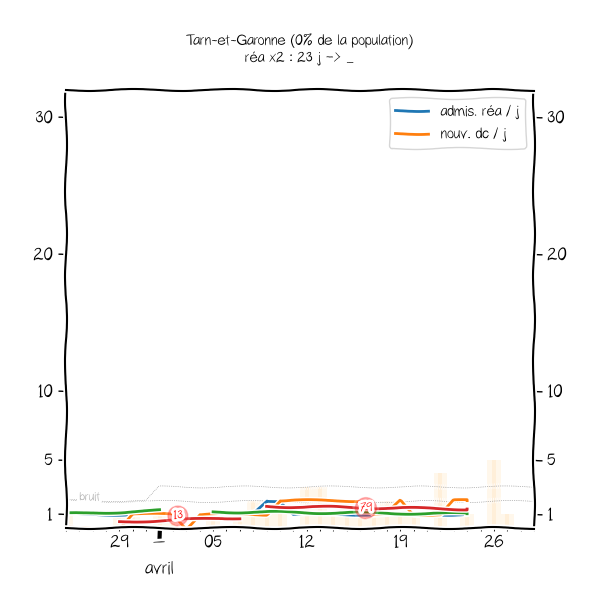 Tarn-et-Garonne (0% de la population)
réa x2 : 23 j -> _
admis. réa / j
nouv. dc / j
30
30
20
20
10
10
5
5
bruit
1
13
1
29
05
12
19
26
avril